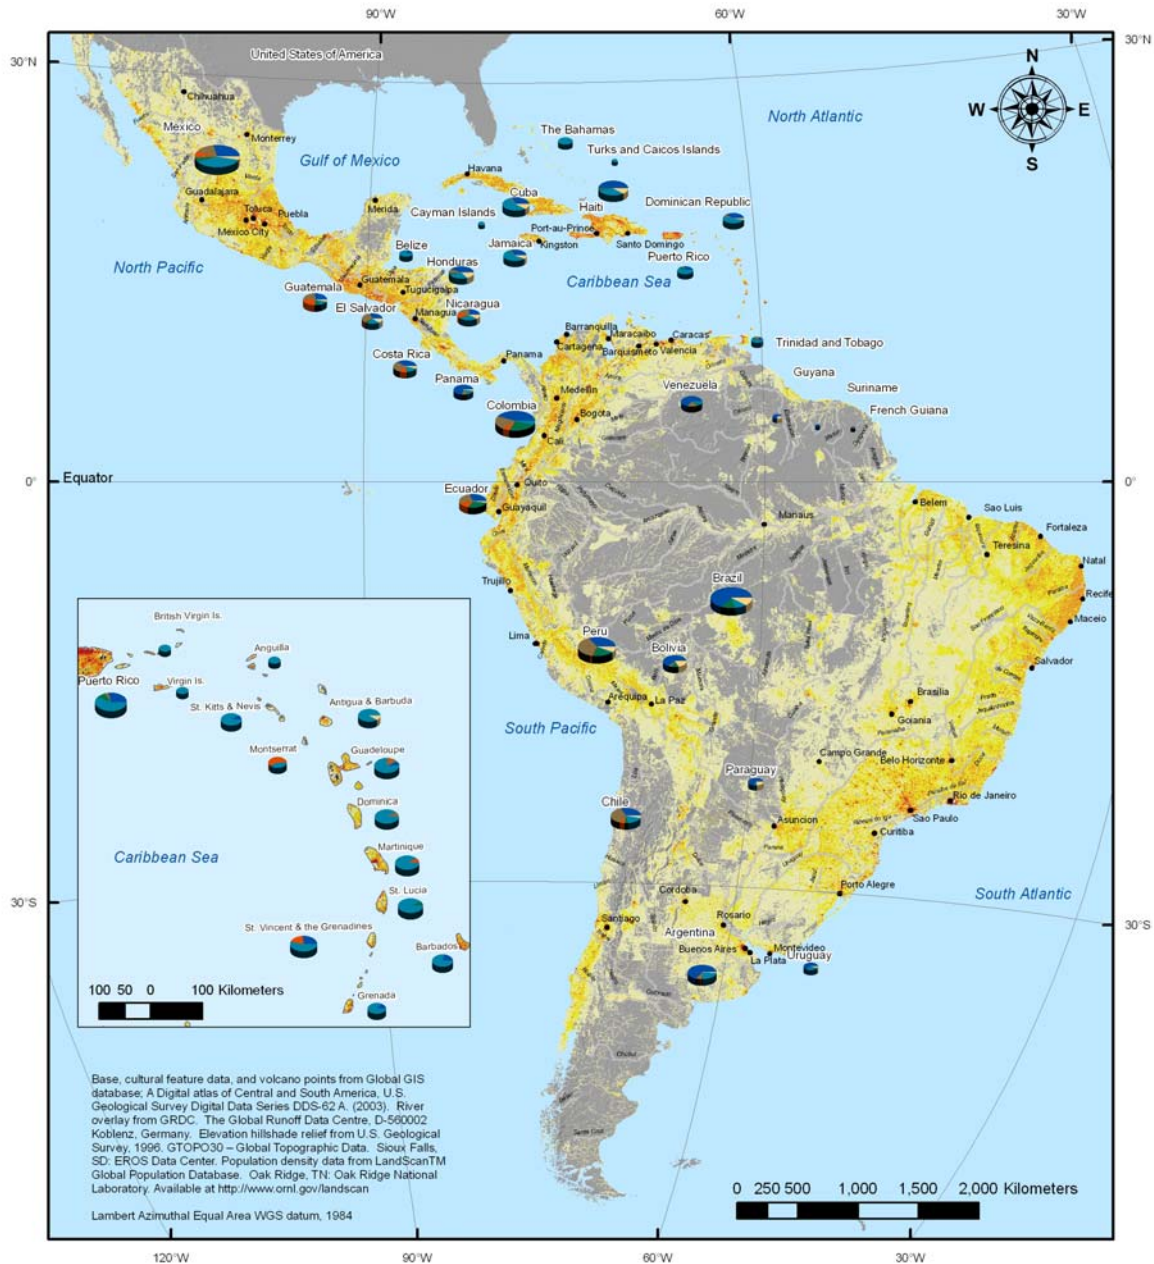 90°W
60°W
30°W
30°N
30°N
United States of America
N
W
E
S
Chihuahua
North Atlantic
Mexico
Monterrey
The Bahamas
Gulf of Mexico
Turks and Caicos Islands
Havana
Guadalajara
Merida
Cuba
Haiti
Dominican Republic
Toluca
Puebla
Cayman Islands
Port-au-Prince
Mexico City
Jamaica
Kingston
Santo Domingo
Belize
Puerto Rico
North Pacific
Honduras
Caribbean Sea
Guatemala
Guatemala
Tugucigalpa
El Salvador
Nicaragua
Managua
Barranquilla
Maracaibo
Caracas
Cartagena
Barquismeto
Valencia
Trinidad and Tobago
Costa Rica
Panama
Panama
Guyana
Medellin
Venezuela
Suriname
Colombia
Bogota
French Guiana
Cali
Equator
0°
0°
Quito
Ecuador
Guayaquil
Belem
Sao Luis
Manaus
Fortaleza
Teresina
Natal
Trujillo
Brazil
Recife
Maceio
Lima
Peru
Bolivia
Salvador
Arequipa
La Paz
Brasilia
Goiania
South Pacific
Campo Grande
Belo Horizonte
Paraguay
Rio de Janeiro
Chile
Asuncion
Sao Paulo
Curitiba
Porto Alegre
Cordoba
South Atlantic
30°S
30°S
Santiago
Rosario
Argentina
Buenos Aires
Montevideo
La Plata
Uruguay
Chubut
Santa Cruz
British Virgin Is.
Anguilla
Puerto Rico
Virgin Is.
St. Kitts & Nevis
Antigua & Barbuda
Montserrat
Guadeloupe
Dominica
Caribbean Sea
Martinique
St. Lucia
St. Vincent & the Grenadines
Barbados
100 50 0 100 Kilometers
Grenada
Base, cultural feature data, and volcano points from Global GIS
database; A Digital atlas of Central and South America, U.S.
Geological Survey Digital Data Series DDS-62 A. (2003). River
overlay from GRDC. The Global Runoff Data Centre, D-560002
Koblenz, Germany. Elevation hillshade relief from U.S. Geological
Survey, 1996. GTOPO30 – Global Topographic Data. Sioux Falls,
SD: EROS Data Center. Population density data from LandScanTM
Global Population Database. Oak Ridge, TN: Oak Ridge National
Laboratory. Available at http://www.ornl.gov/landscan
Lambert Azimuthal Equal Area WGS datum, 1984
0 250 500 1,000 1,500 2,000 Kilometers
120°W
90°W
60°W
30°W